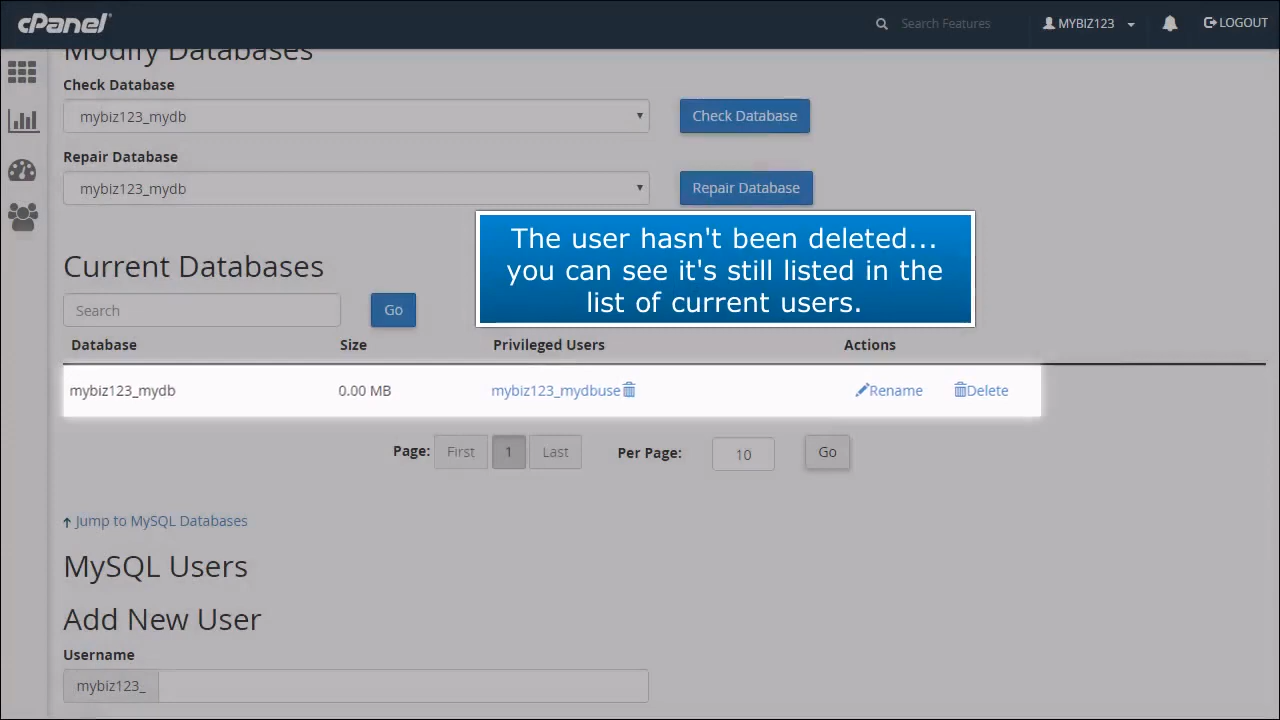 cPanel®
Search Features
MYBIZ123
LOGOUT
Modify Databases
Check Database
mybiz123_mydb
Check Database
Repair Database
mybiz123_mydb
Repair Database
The user hasn't been deleted...
you can see it's still listed in the
list of current users.
Current Databases
Search
Go
Database Size Privileged Users Actions
mybiz123_mydb 0.00 MB mybiz123_mydbuse Rename Delete
Page: First 1 Last Per Page: 10 Go
Jump to MySQL Databases
MySQL Users
Add New User
Username
mybiz123_